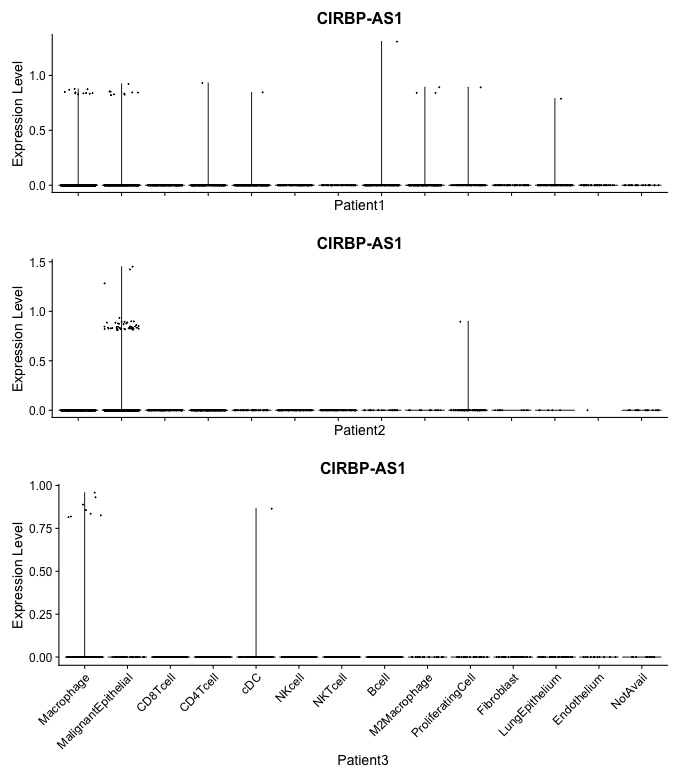 CIRBP-AS1
Expression Level
1.0
0.5
0.0
Patient1
CIRBP-AS1
Expression Level
1.5
1.0
0.5
0.0
Patient2
CIRBP-AS1
Expression Level
1.00
0.75
0.50
0.25
0.00
Macrophage
MalignantEpithelial
CD8Tcell
CD4Tcell
cDC
NKcell
NKTcell
Bcell
M2Macrophage
ProliferatingCell
Fibroblast
LungEpithelium
Endothelium
NotAvail
Patient3